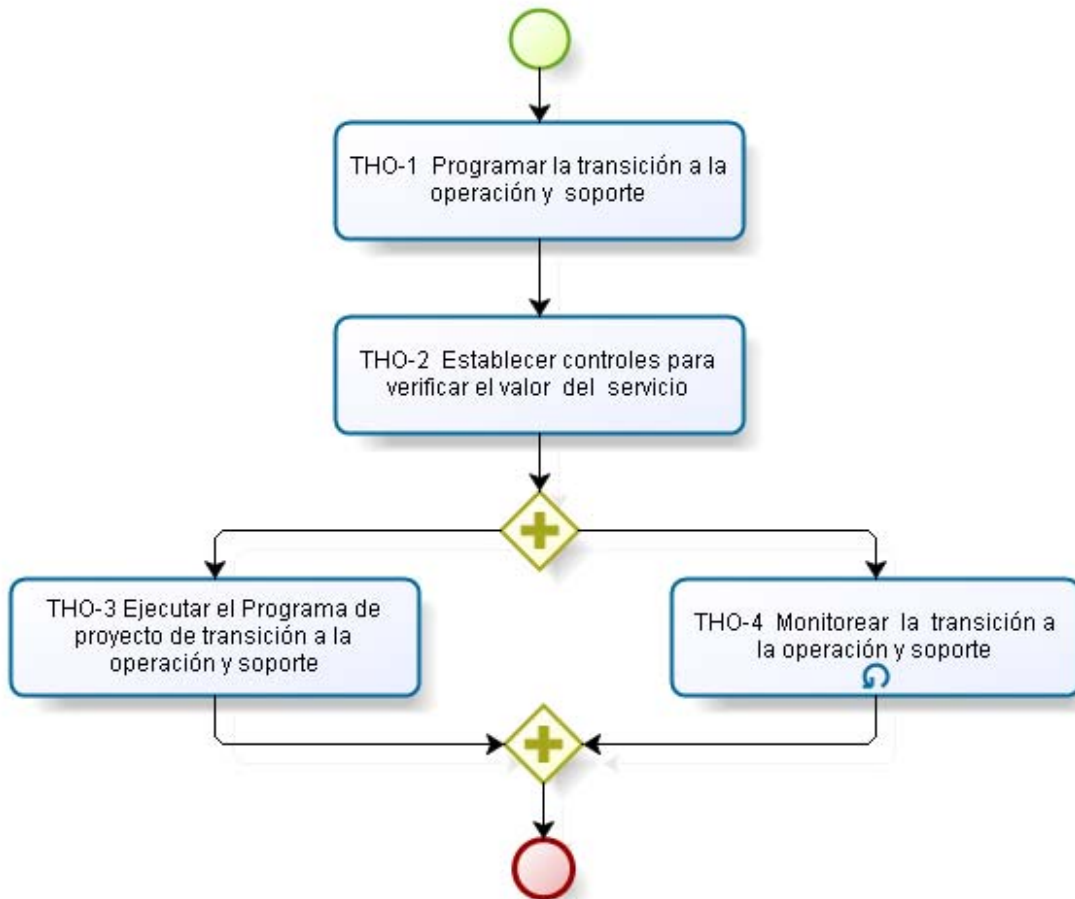 THO-1 Programar la transición a la
operación y soporte
THO-2 Establecer controles para
verificar el valor del servicio
THO-3 Ejecutar el Programa de
proyecto de transición a la
operación y soporte
THO-4 Monitorear la transición a
la operación y soporte